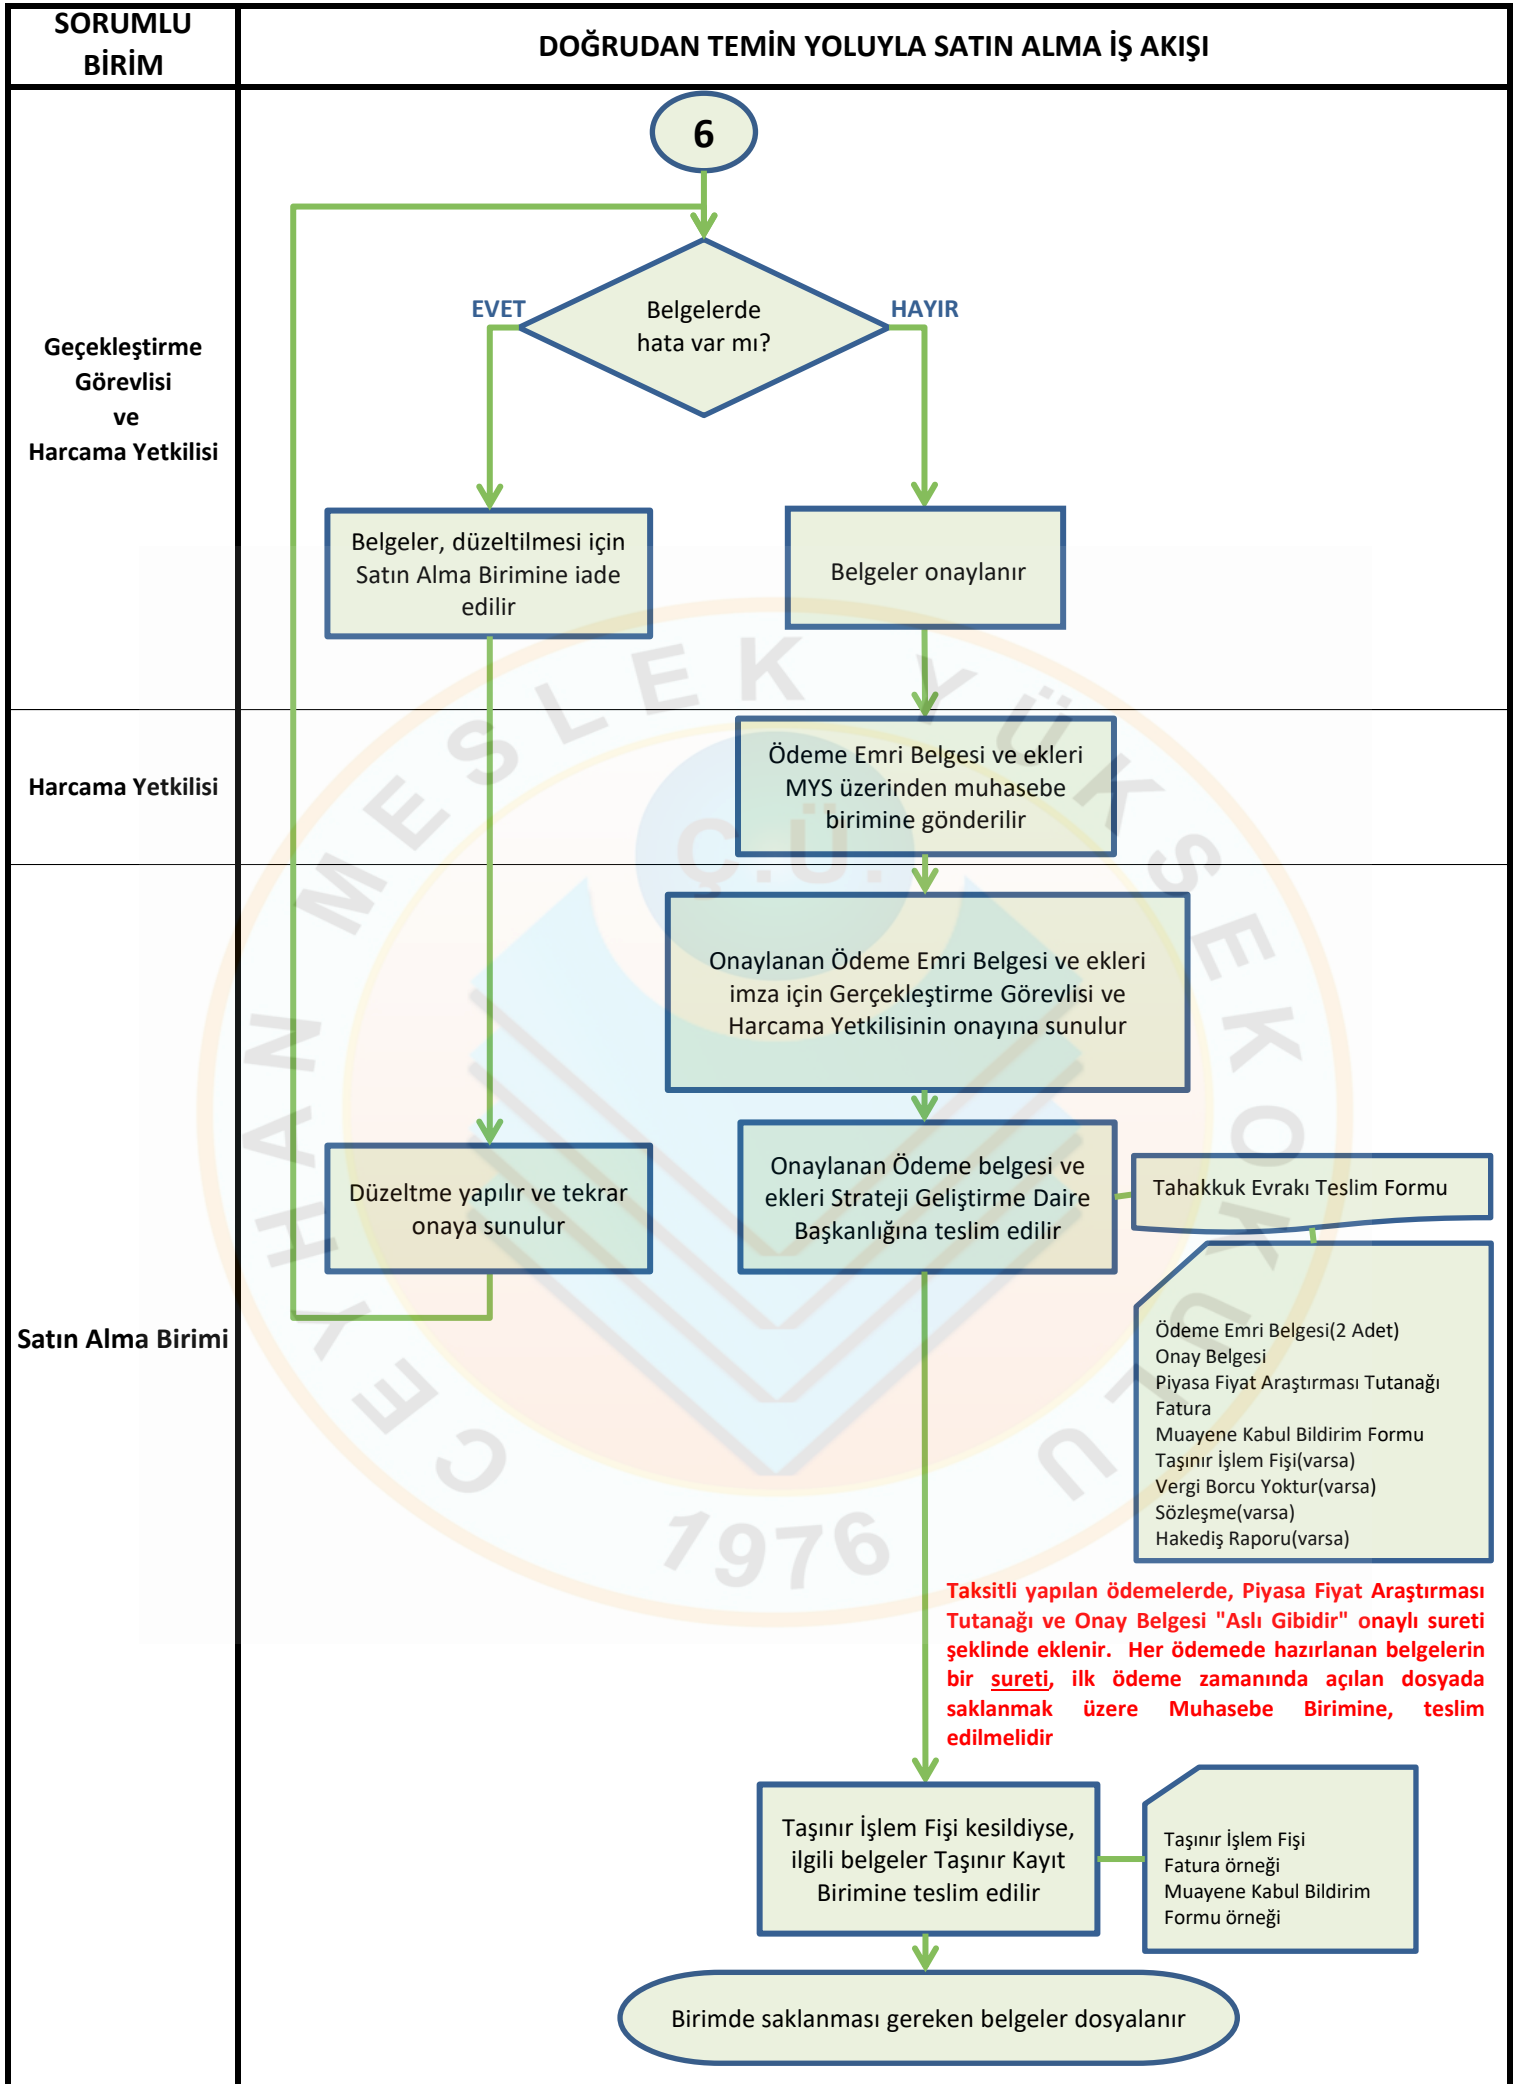 SORUMLU
BİRİM
DOĞRUDAN TEMİN YOLUYLA SATIN ALMA İŞ AKIŞI
6
EVET
Belgelerde
hata var mı?
HAYIR
Geçekleştirme
Görevlisi
ve
Harcama Yetkilisi
Belgeler, düzeltilmesi için
Satın Alma Birimine iade
edilir
Belgeler onaylanır
Harcama Yetkilisi
Ödeme Emri Belgesi ve ekleri
MYS üzerinden muhasebe
birimine gönderilir
Onaylanan Ödeme Emri Belgesi ve ekleri
imza için Gerçekleştirme Görevlisi ve
Harcama Yetkilisinin onayına sunulur
Satın Alma Birimi
Düzeltme yapılır ve tekrar
onaya sunulur
Onaylanan Ödeme belgesi ve
ekleri Strateji Geliştirme Daire
Başkanlığına teslim edilir
Tahakkuk Evrakı Teslim Formu
Ödeme Emri Belgesi(2 Adet)
Onay Belgesi
Piyasa Fiyat Araştırması Tutanağı
Fatura
Muayene Kabul Bildirim Formu
Taşınır İşlem Fişi(varsa)
Vergi Borcu Yoktur(varsa)
Sözleşme(varsa)
Hakediş Raporu(varsa)
Taksitli yapılan ödemelerde, Piyasa Fiyat Araştırması
Tutanağı ve Onay Belgesi "Aslı Gibidir" onaylı sureti
şeklinde eklenir. Her ödemede hazırlanan belgelerin
bir sureti, ilk ödeme zamanında açılan dosyada
saklanmak üzere Muhasebe Birimine, teslim
edilmelidir
Taşınır İşlem Fişi kesildiyse,
ilgili belgeler Taşınır Kayıt
Birimine teslim edilir
Taşınır İşlem Fişi
Fatura örneği
Muayene Kabul Bildirim
Formu örneği
Birimde saklanması gereken belgeler dosyalanır
CEYHAN MESLEK YÜKSEKOKULU
Ç.Ü.
1976